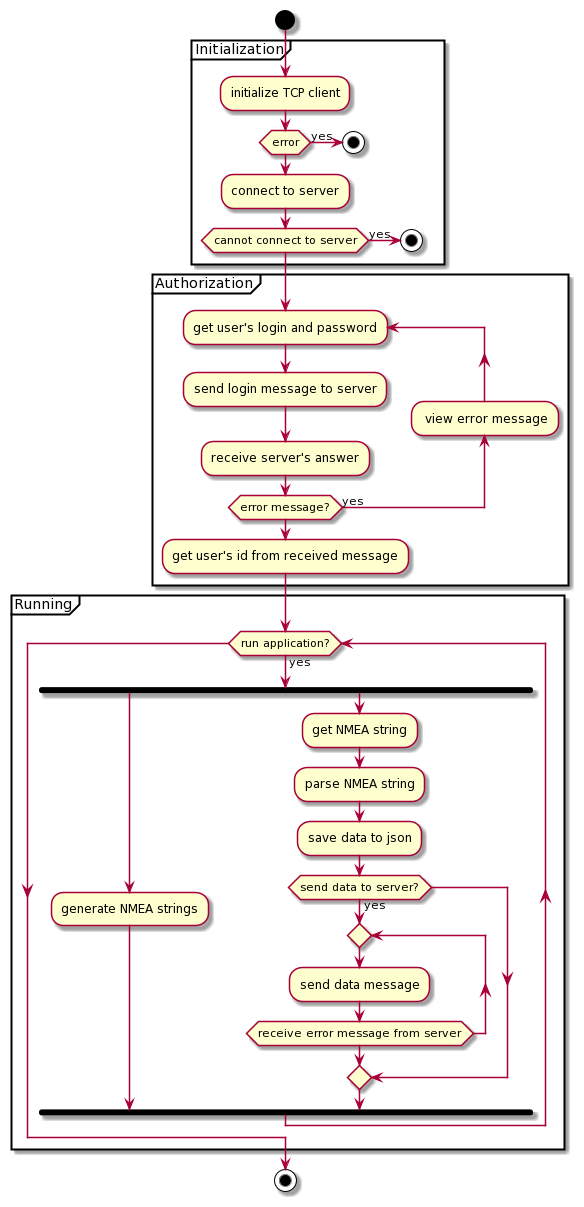 Initialization
initialize TCP client
error
yes
connect to server
cannot connect to server
yes
Authorization
get user's login and password
send login message to server
view error message
receive server's answer
error message?
yes
get user's id from received message
Running
run application?
yes
get NMEA string
parse NMEA string
save data to json
send data to server?
yes
generate NMEA strings
send data message
receive error message from server